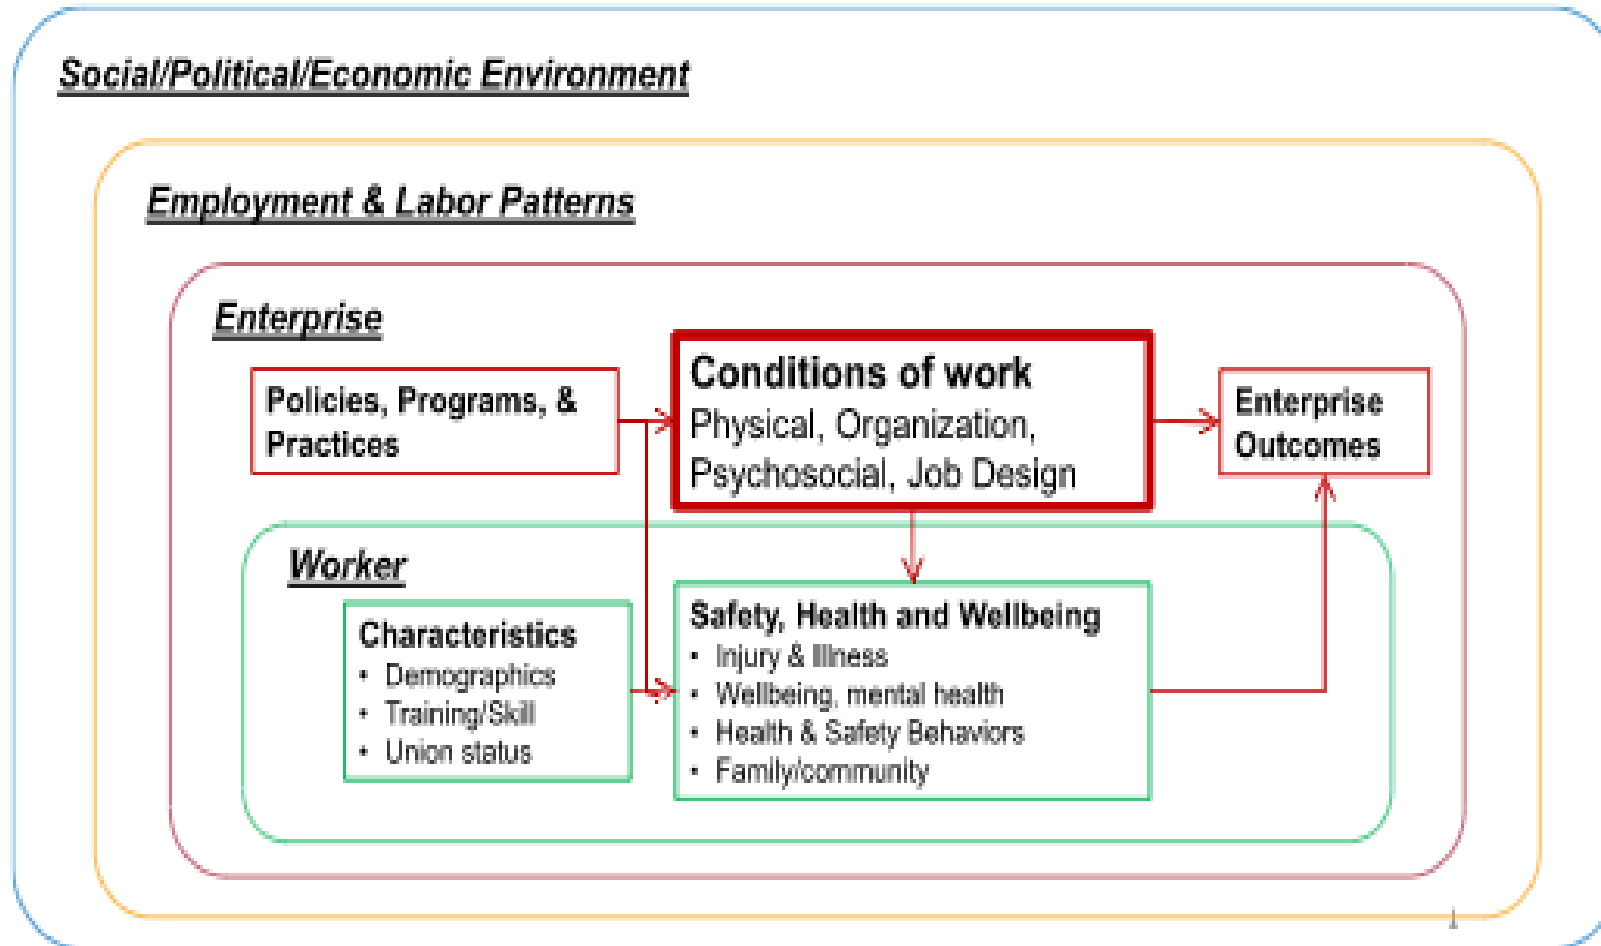 Social/Political/Economic Environment
Employment & Labor Patterns
Enterprise
Policies, Programs, &
Practices
Conditions of work
Physical, Organization,
Psychosocial, Job Design
Enterprise
Outcomes
Worker
Characteristics
• Demographics
• Training/Skill
• Union status
Safety, Health and Wellbeing
• Injury & Illness
• Wellbeing, mental health
• Health & Safety Behaviors
• Family/community